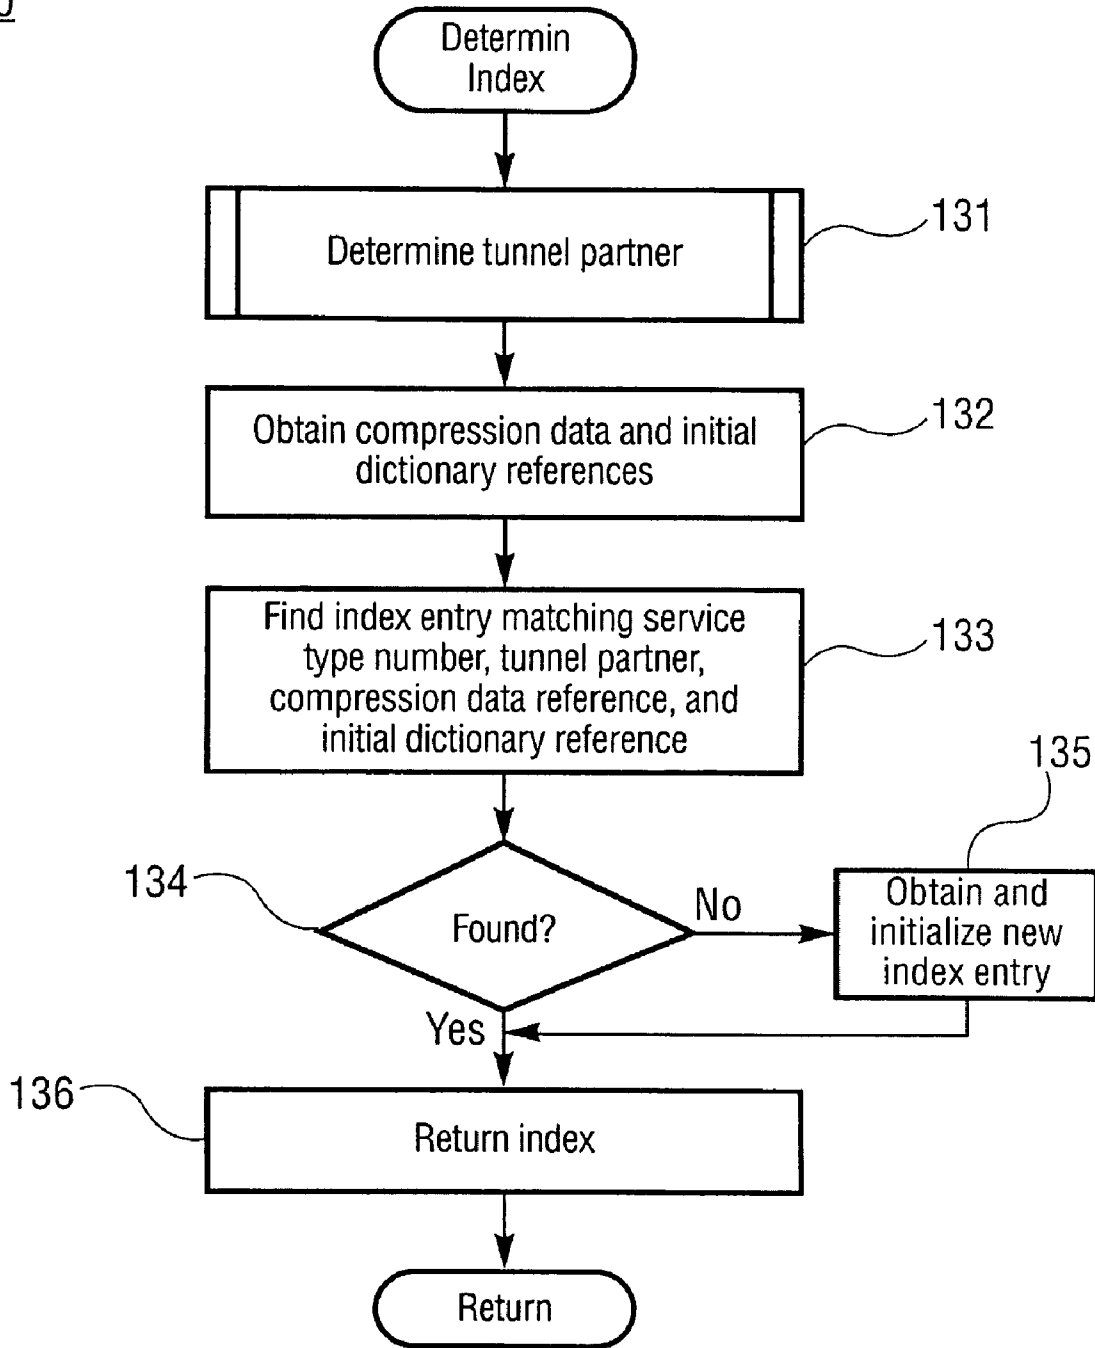 Determin
Index
Determine tunnel partner
131
Obtain compression data and initial
dictionary references
132
Find index entry matching service
type number, tunnel partner,
compression data reference, and
initial dictionary reference
133
134
Found?
No
135
Obtain and
initialize new
index entry
Yes
136
Return index
Return